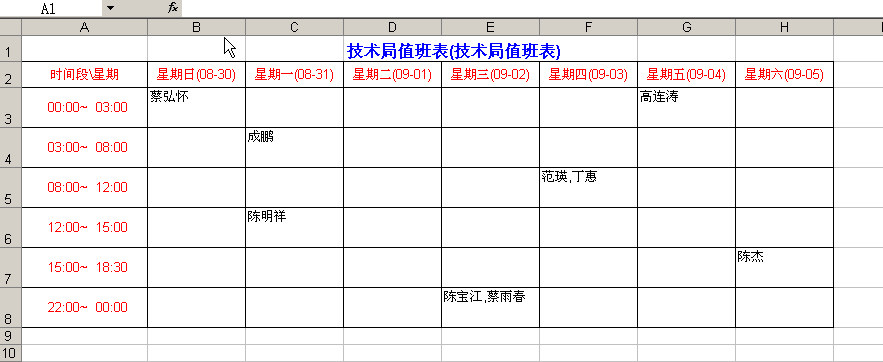 A1 fx
A B C D E F G H
1 技术局值班表(技术局值班表)
2 时间段\星期 星期日(08-30) 星期一(08-31) 星期二(09-01) 星期三(09-02) 星期四(09-03) 星期五(09-04) 星期六(09-05)
3 00:00~ 03:00 蔡弘怀 高连涛
4 03:00~ 08:00 成鹏
5 08:00~ 12:00 范瑛,丁惠
6 12:00~ 15:00 陈明祥
7 15:00~ 18:30 陈杰
8 22:00~ 00:00 陈宝江,蔡雨春
9
10